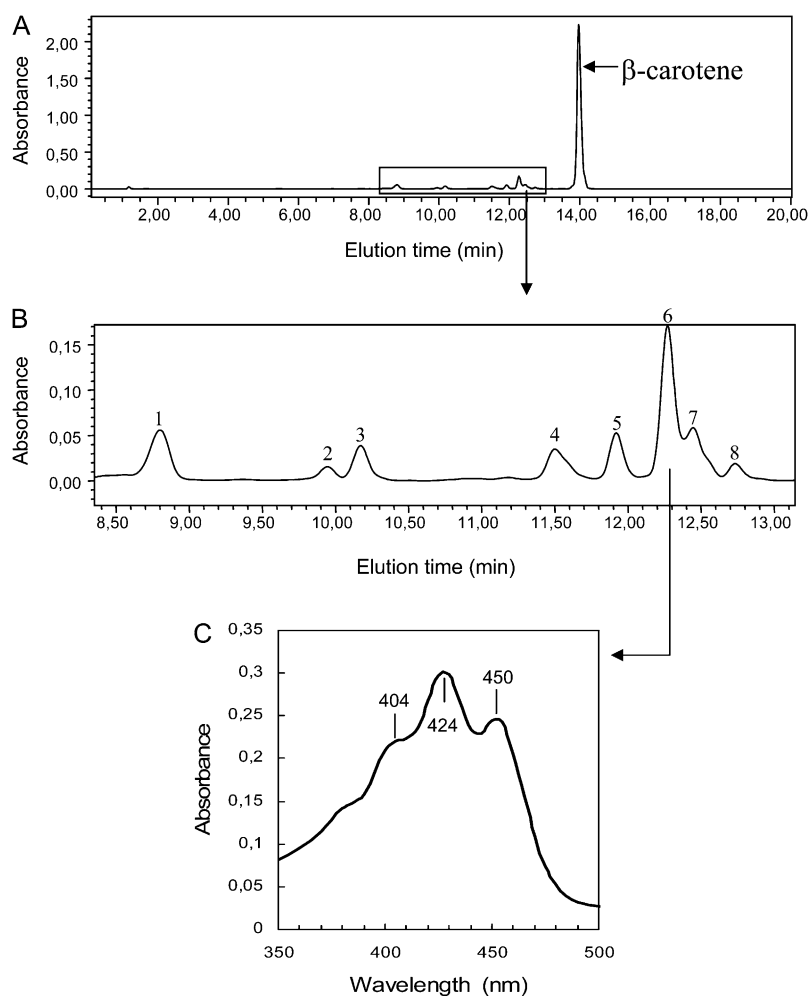 A
Absorbance
2,00
1,50
1,00
0,50
0,00
β-carotene
2,00 4,00 6,00 8,00 10,00 12,00 14,00 16,00 18,00 20,00
Elution time (min)
B
Absorbance
0,15
0,10
0,05
0,00
1 2 3 4 5 6 7 8
8,50 9,00 9,50 10,00 10,50 11,00 11,50 12,00 12,50 13,00
Elution time (min)
C
Absorbance
0,35
0,3
0,25
0,2
0,15
0,1
0,05
0
404
424
450
350 400 450 500
Wavelength (nm)